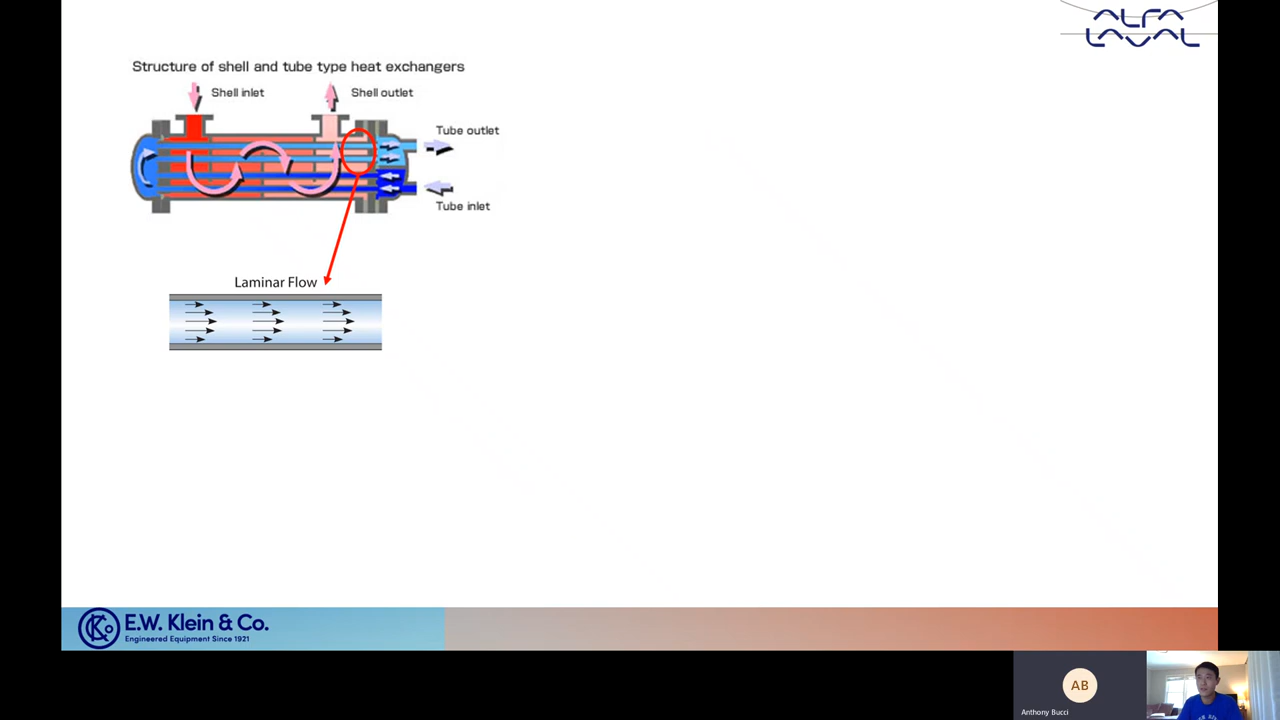 ALFA
LAVAL
Structure of shell and tube type heat exchangers
Shell inlet
Shell outlet
Tube outlet
Tube inlet
Laminar Flow
E.W. Klein & Co.
Engineered Equipment Since 1921
AB
Anthony Bucci